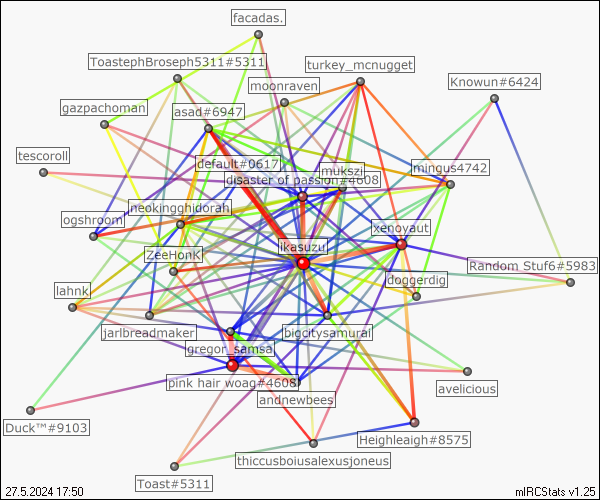 facadas.
ToastephBroseph5311#5311
turkey_mcnugget
Knowun#6424
moonraven
gazpachoman
asad#6947
tescoroll
default#0617
mukszii
mingus4742
disaster of passion#4608
neokingghidorah
ogshroom
xenoyaut
ikasuzu
ZeeHonk
Random Stuf6#5983
doggerdig
lahnk
jarlbreadmaker
bigcitysamurai
gregor_samsa
pink hair woag#4608
avelicious
andnewbees
Duck™#9103
Heighleigh#8575
thiccusboiusalexusjoneus
Toast#5311
27.5.2024 17:50
mIRCStats v1.25